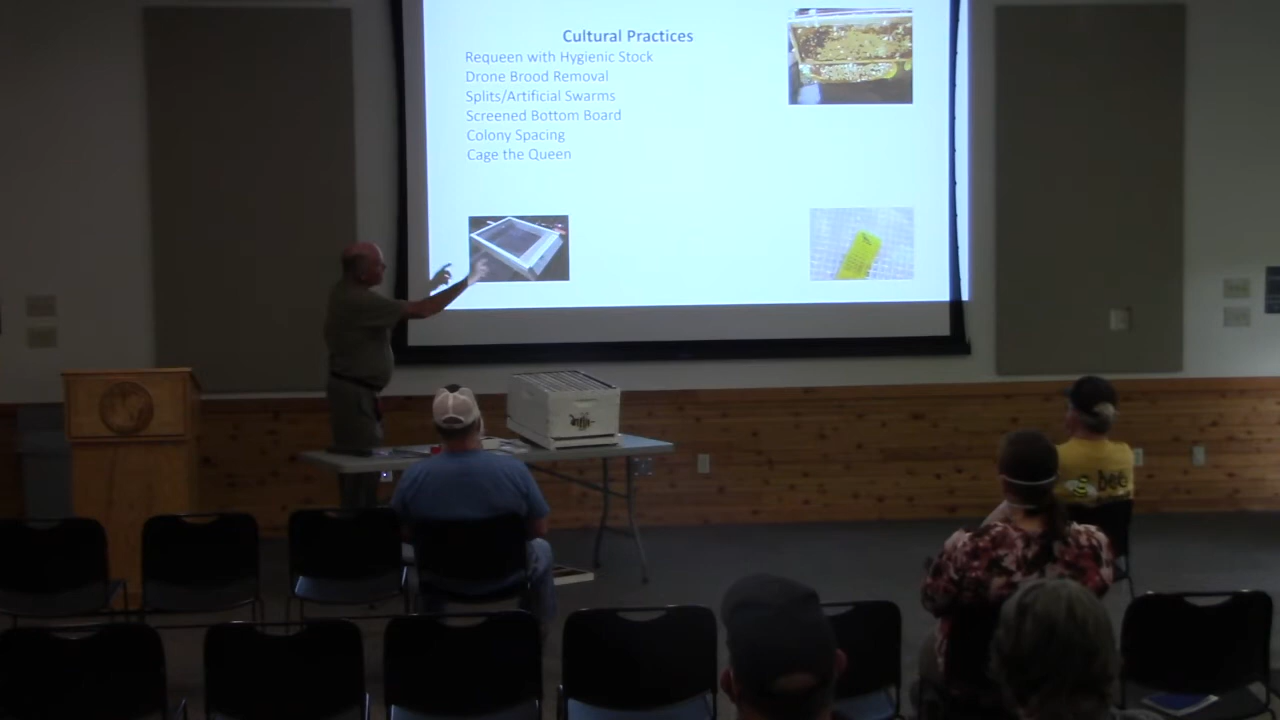 Cultural Practices
Requeen with Hygienic Stock
Drone Brood Removal
Splits/Artificial Swarms
Screened Bottom Board
Colony Spacing
Cage the Queen
bee